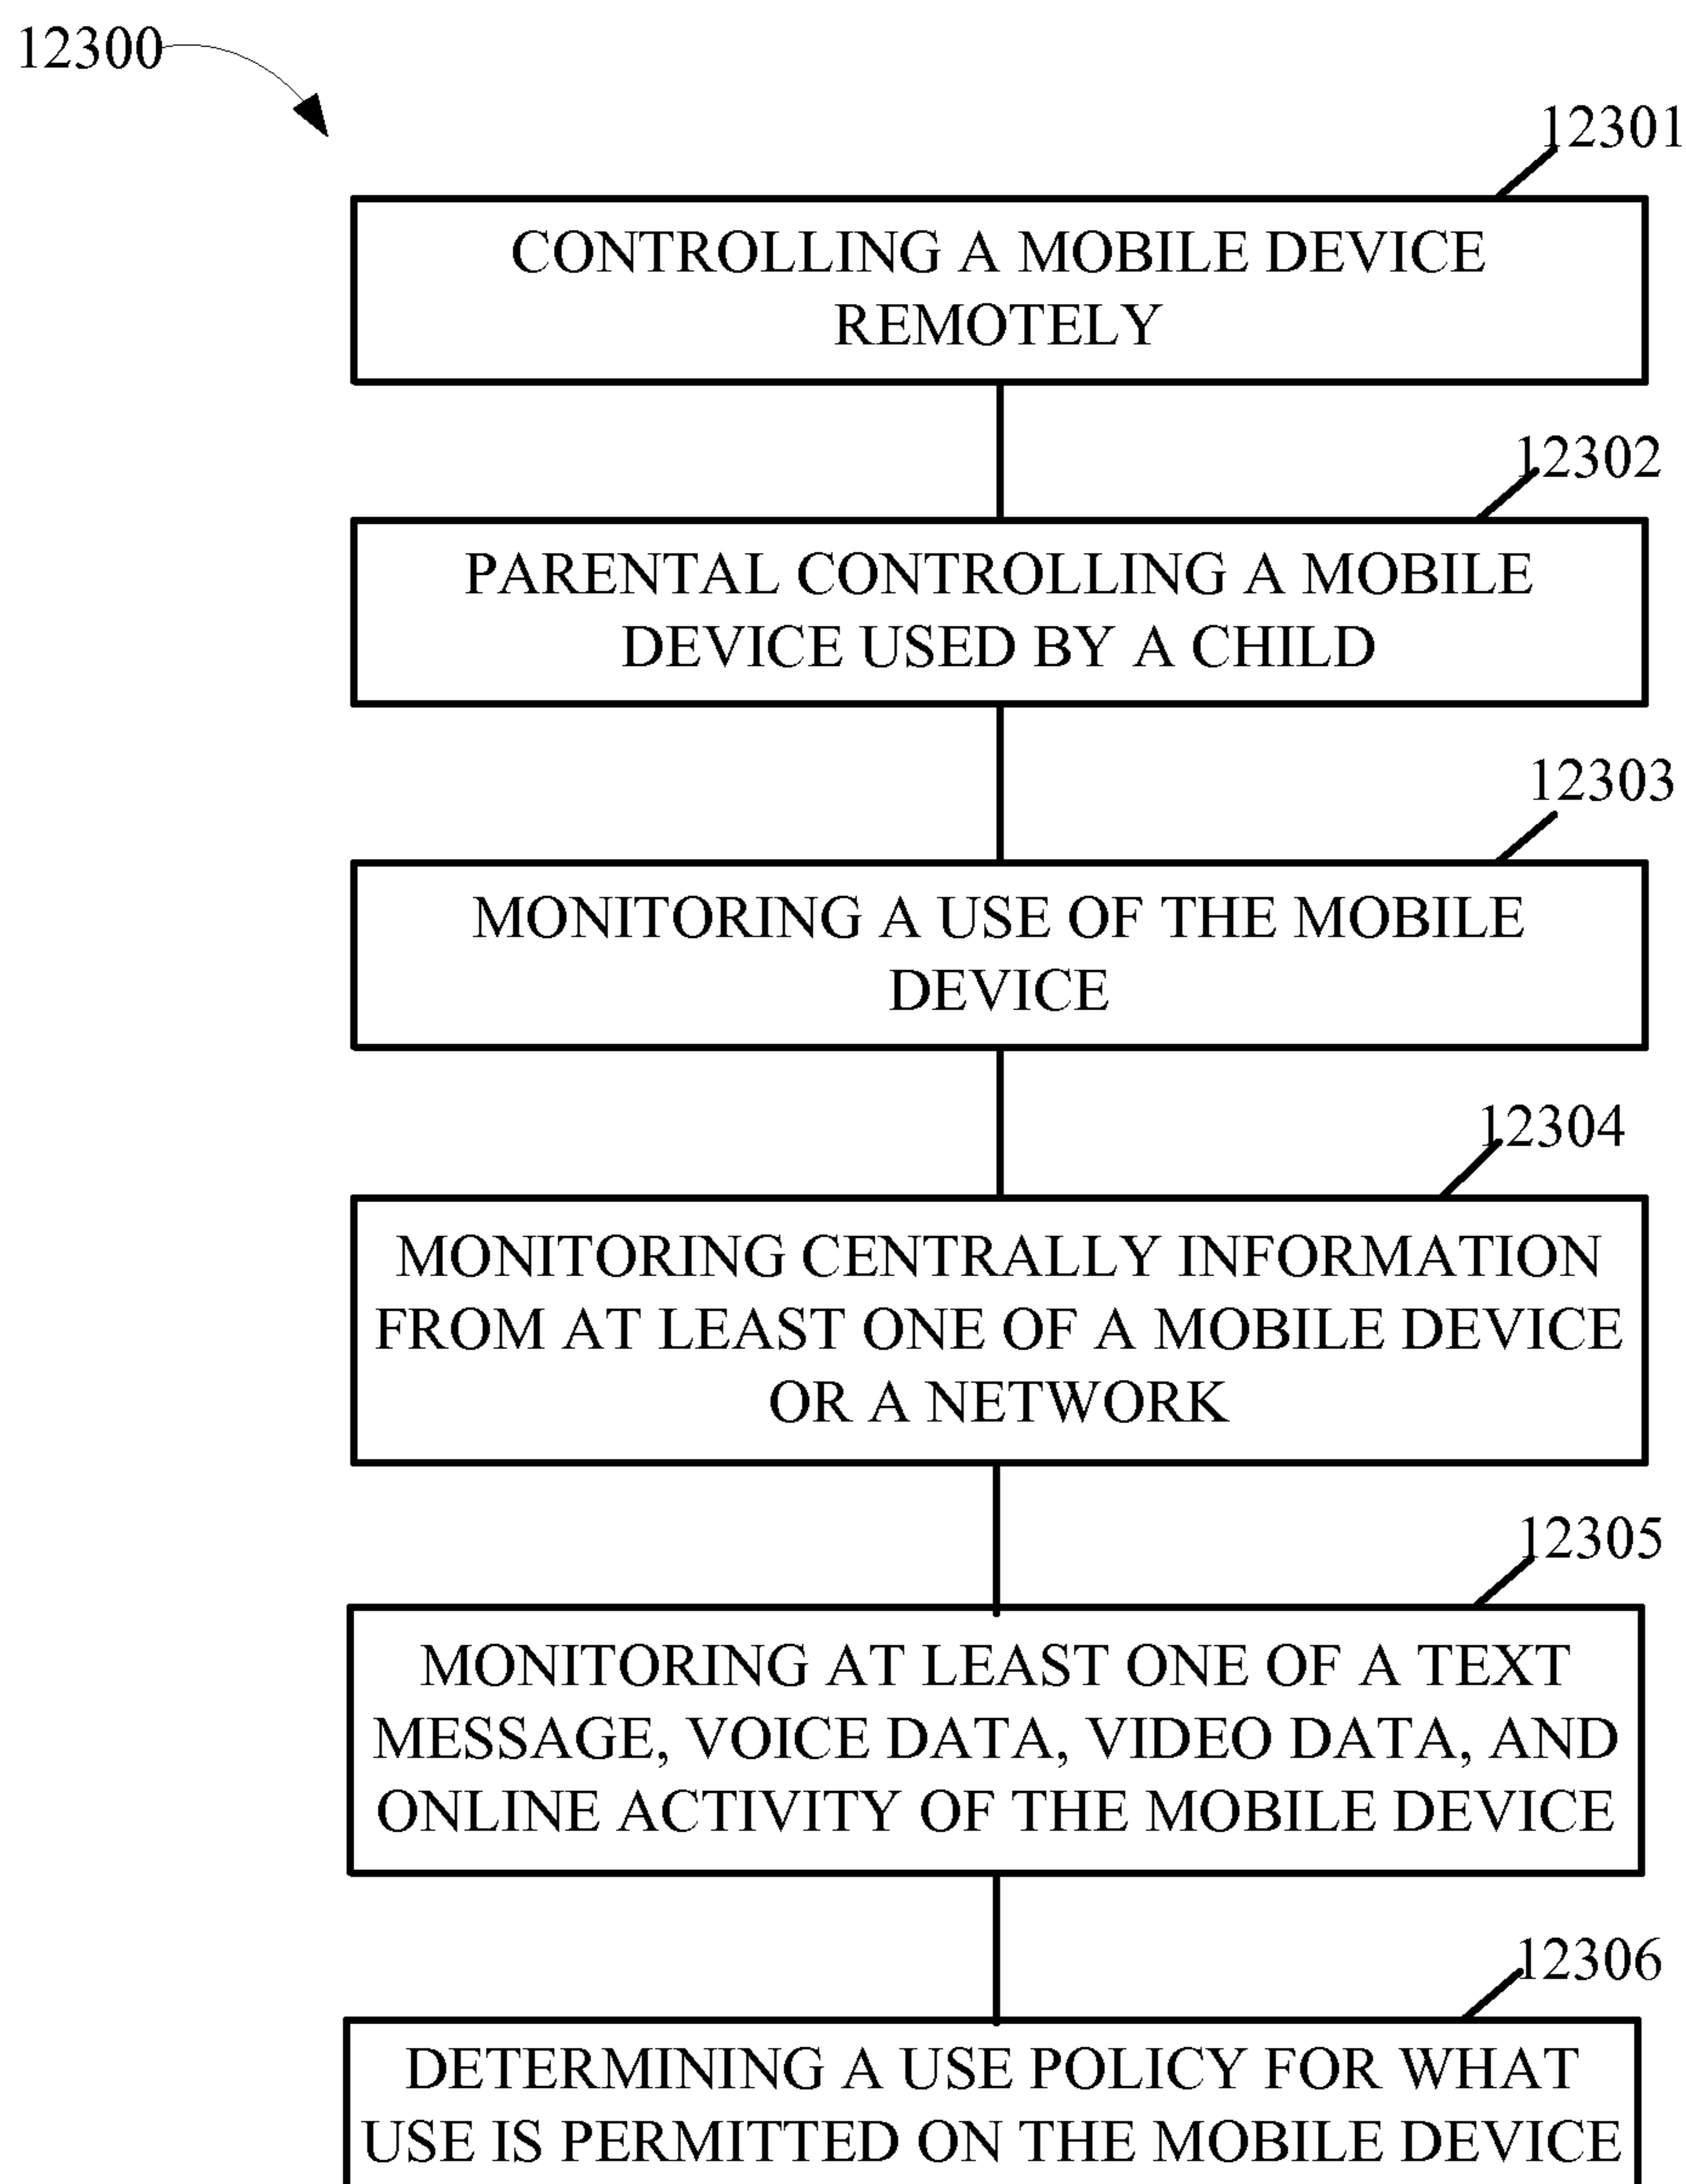 12300
12301
CONTROLLING A MOBILE DEVICE
REMOTELY
12302
PARENTAL CONTROLLING A MOBILE
DEVICE USED BY A CHILD
12303
MONITORING A USE OF THE MOBILE
DEVICE
12304
MONITORING CENTRALLY INFORMATION
FROM AT LEAST ONE OF A MOBILE DEVICE
OR A NETWORK
12305
MONITORING AT LEAST ONE OF A TEXT
MESSAGE, VOICE DATA, VIDEO DATA, AND
ONLINE ACTIVITY OF THE MOBILE DEVICE
12306
DETERMINING A USE POLICY FOR WHAT
USE IS PERMITTED ON THE MOBILE DEVICE